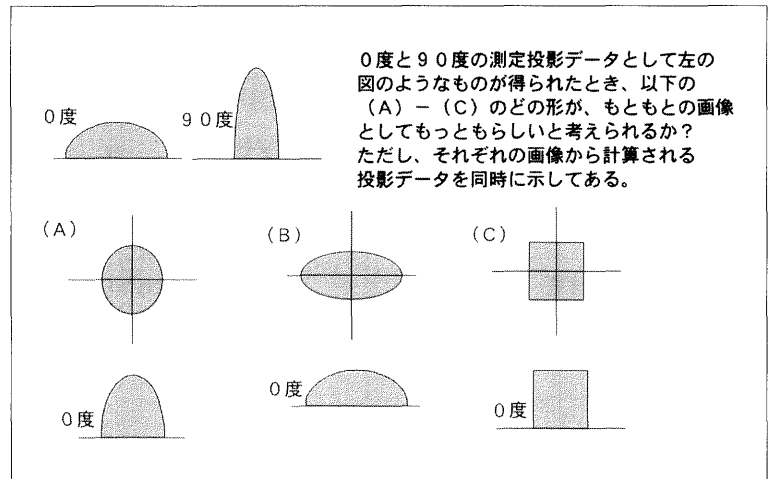 0度と90度の測定投影データとして左の
図のようなものが得られたとき、以下の
(A)-(C)のどの形が、もともとの画像
としてもっともらしいと考えられるか?
ただし、それぞれの画像から計算される
投影データを同時に示してある。
0度
90度
(A)
(B)
(C)
0度
0度
0度